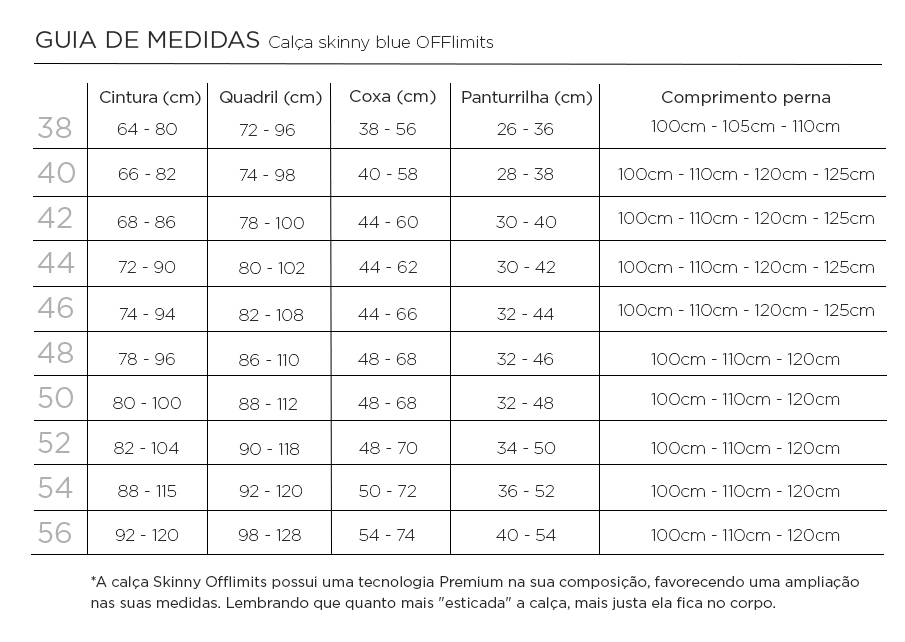 GUIA DE MEDIDAS Calça skinny blue OFFlimits
Cintura (cm) Quadril (cm) Coxa (cm) Panturrilha (cm) Comprimento perna
38 64 - 80 72 - 96 38 - 56 26 - 36 100cm - 105cm - 110cm
40 66 - 82 74 - 98 40 - 58 28 - 38 100cm - 110cm - 120cm - 125cm
42 68 - 86 78 - 100 44 - 60 30 - 40 100cm - 110cm - 120cm - 125cm
44 72 - 90 80 - 102 44 - 62 30 - 42 100cm - 110cm - 120cm - 125cm
46 74 - 94 82 - 108 44 - 66 32 - 44 100cm - 110cm - 120cm - 125cm
48 78 - 96 86 - 110 48 - 68 32 - 46 100cm - 110cm - 120cm
50 80 - 100 88 - 112 48 - 68 32 - 48 100cm - 110cm - 120cm
52 82 - 104 90 - 118 48 - 70 34 - 50 100cm - 110cm - 120cm
54 88 - 115 92 - 120 50 - 72 36 - 52 100cm - 110cm - 120cm
56 92 - 120 98 - 128 54 - 74 40 - 54 100cm - 110cm - 120cm
*A calça Skinny Offlimits possui uma tecnologia Premium na sua composição, favorecendo uma ampliação
nas suas medidas. Lembrando que quanto mais "esticada" a calça, mais justa ela fica no corpo.